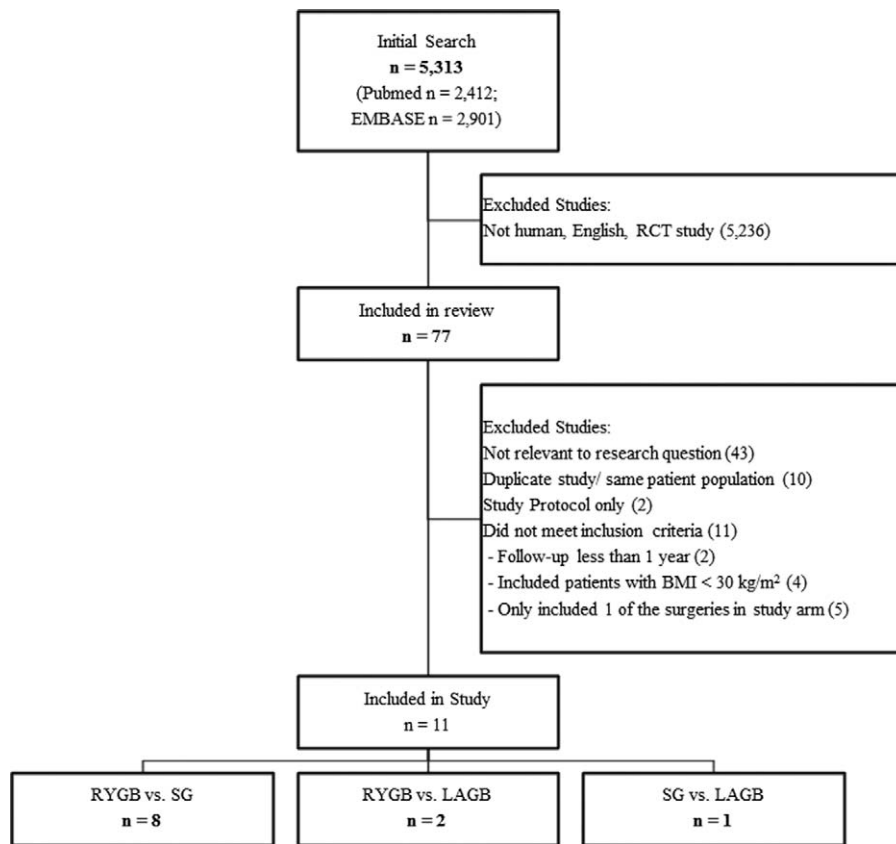 Initial Search
n = 5,313
(Pubmed n = 2,412;
EMBASE n = 2,901)
Excluded Studies:
Not human, English, RCT study (5,236)
Included in review
n = 77
Excluded Studies:
Not relevant to research question (43)
Duplicate study/ same patient population (10)
Study Protocol only (2)
Did not meet inclusion criteria (11)
- Follow-up less than 1 year (2)
- Included patients with BMI < 30 kg/m² (4)
- Only included 1 of the surgeries in study arm (5)
Included in Study
n = 11
RYGB vs. SG
n = 8
RYGB vs. LAGB
n = 2
SG vs. LAGB
n = 1